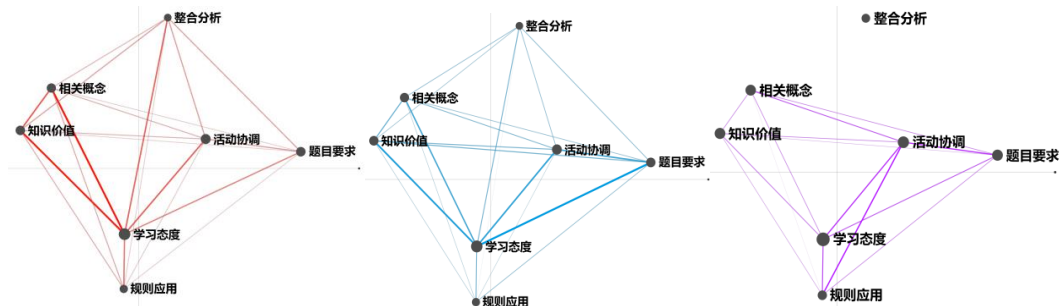 整合分析
相关概念
知识价值
活动协调
题目要求
学习态度
规则应用
整合分析
相关概念
知识价值
活动协调
题目要求
学习态度
规则应用
整合分析
相关概念
知识价值
活动协调
题目要求
学习态度
规则应用